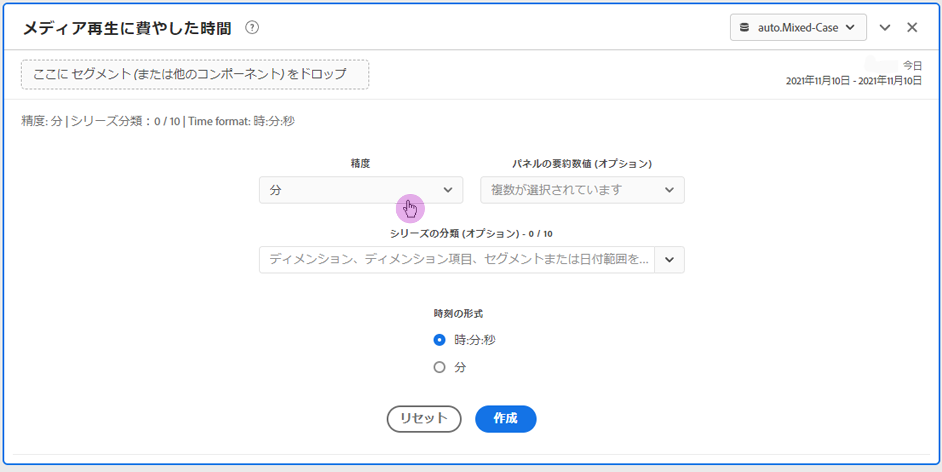 メディア再生に費やした時間 ?
auto.Mixed-Case
ここに セグメント (または他のコンポーネント) をドロップ
今日
2021年11月10日 - 2021年11月10日
精度: 分 | シリーズ分類：0 / 10 | Time format: 時:分:秒
精度
パネルの要約数値 (オプション)
分
複数が選択されています
シリーズの分類 (オプション) - 0 / 10
ディメンション、ディメンション項目、セグメントまたは日付範囲を...
時刻の形式
時:分:秒
分
リセット
作成